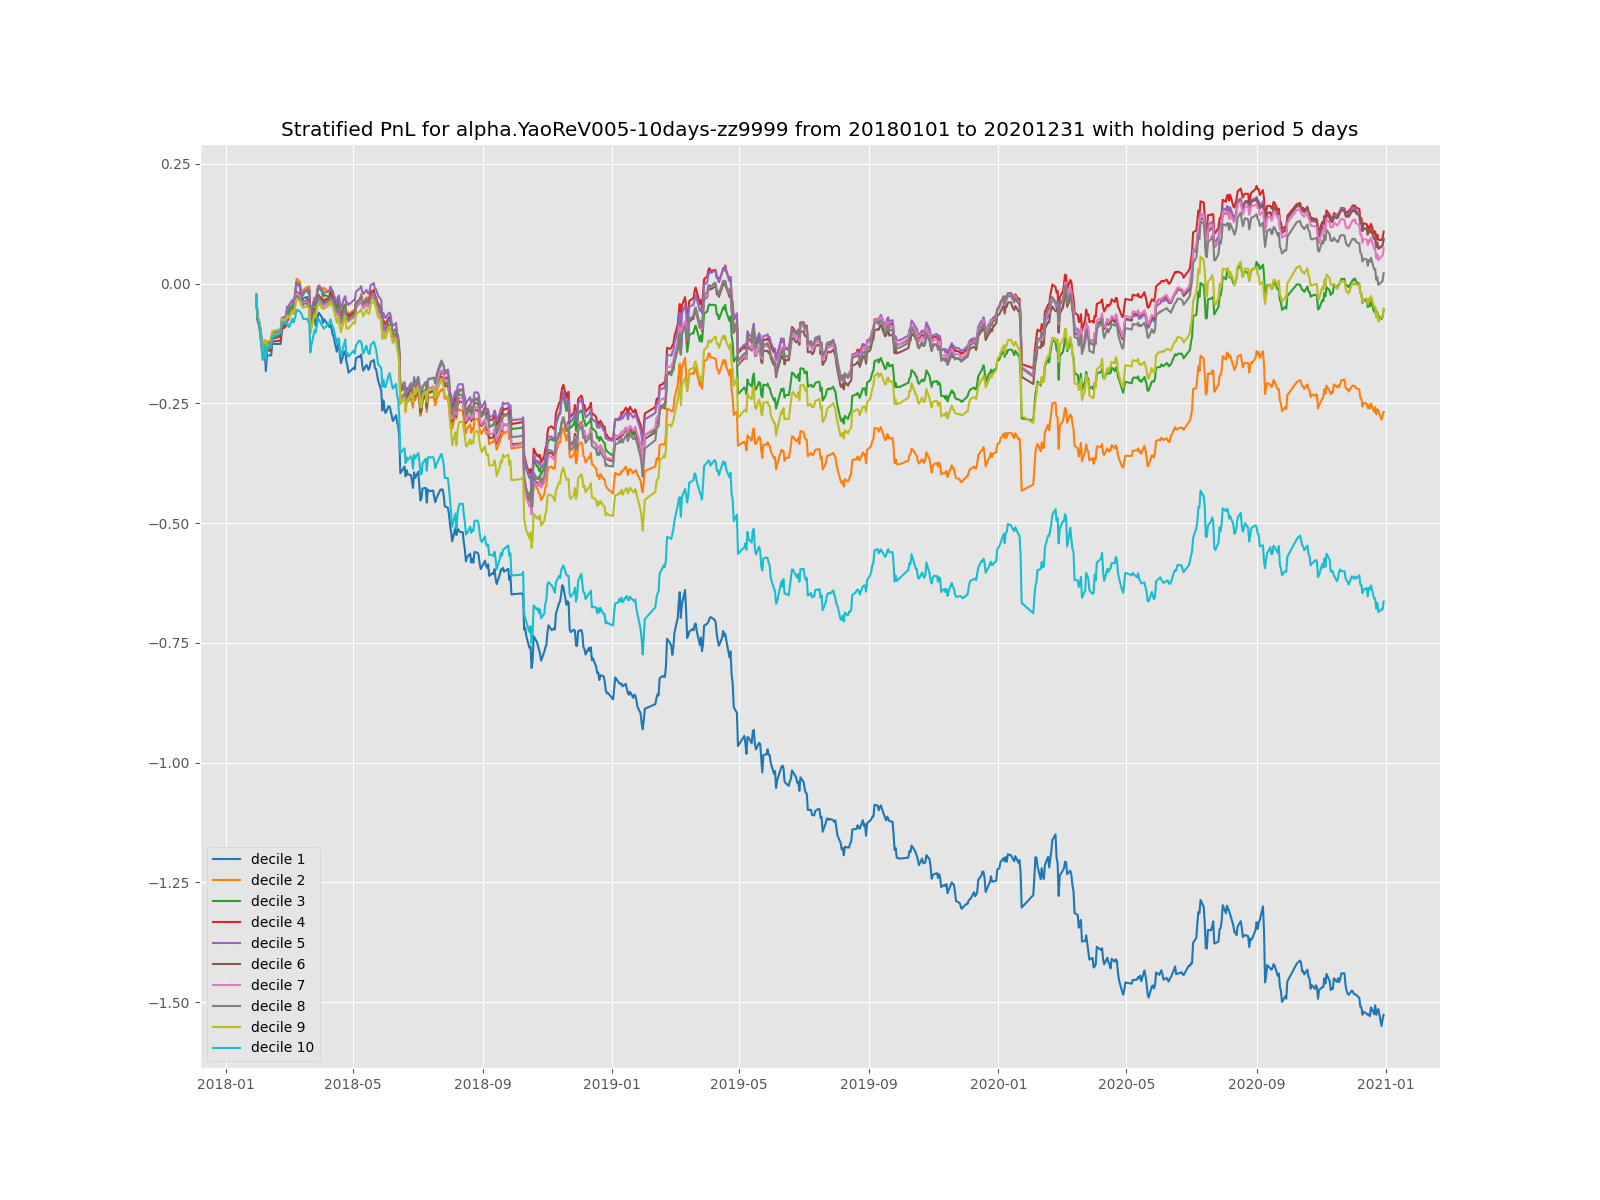 Stratified PnL for alpha.YaoReV005-10days-zz9999 from 20180101 to 20201231 with holding period 5 days
0.25
0.00
−0.25
−0.50
−0.75
−1.00
−1.25
−1.50
decile 1
decile 2
decile 3
decile 4
decile 5
decile 6
decile 7
decile 8
decile 9
decile 10
2018-01 2018-05 2018-09 2019-01 2019-05 2019-09 2020-01 2020-05 2020-09 2021-01